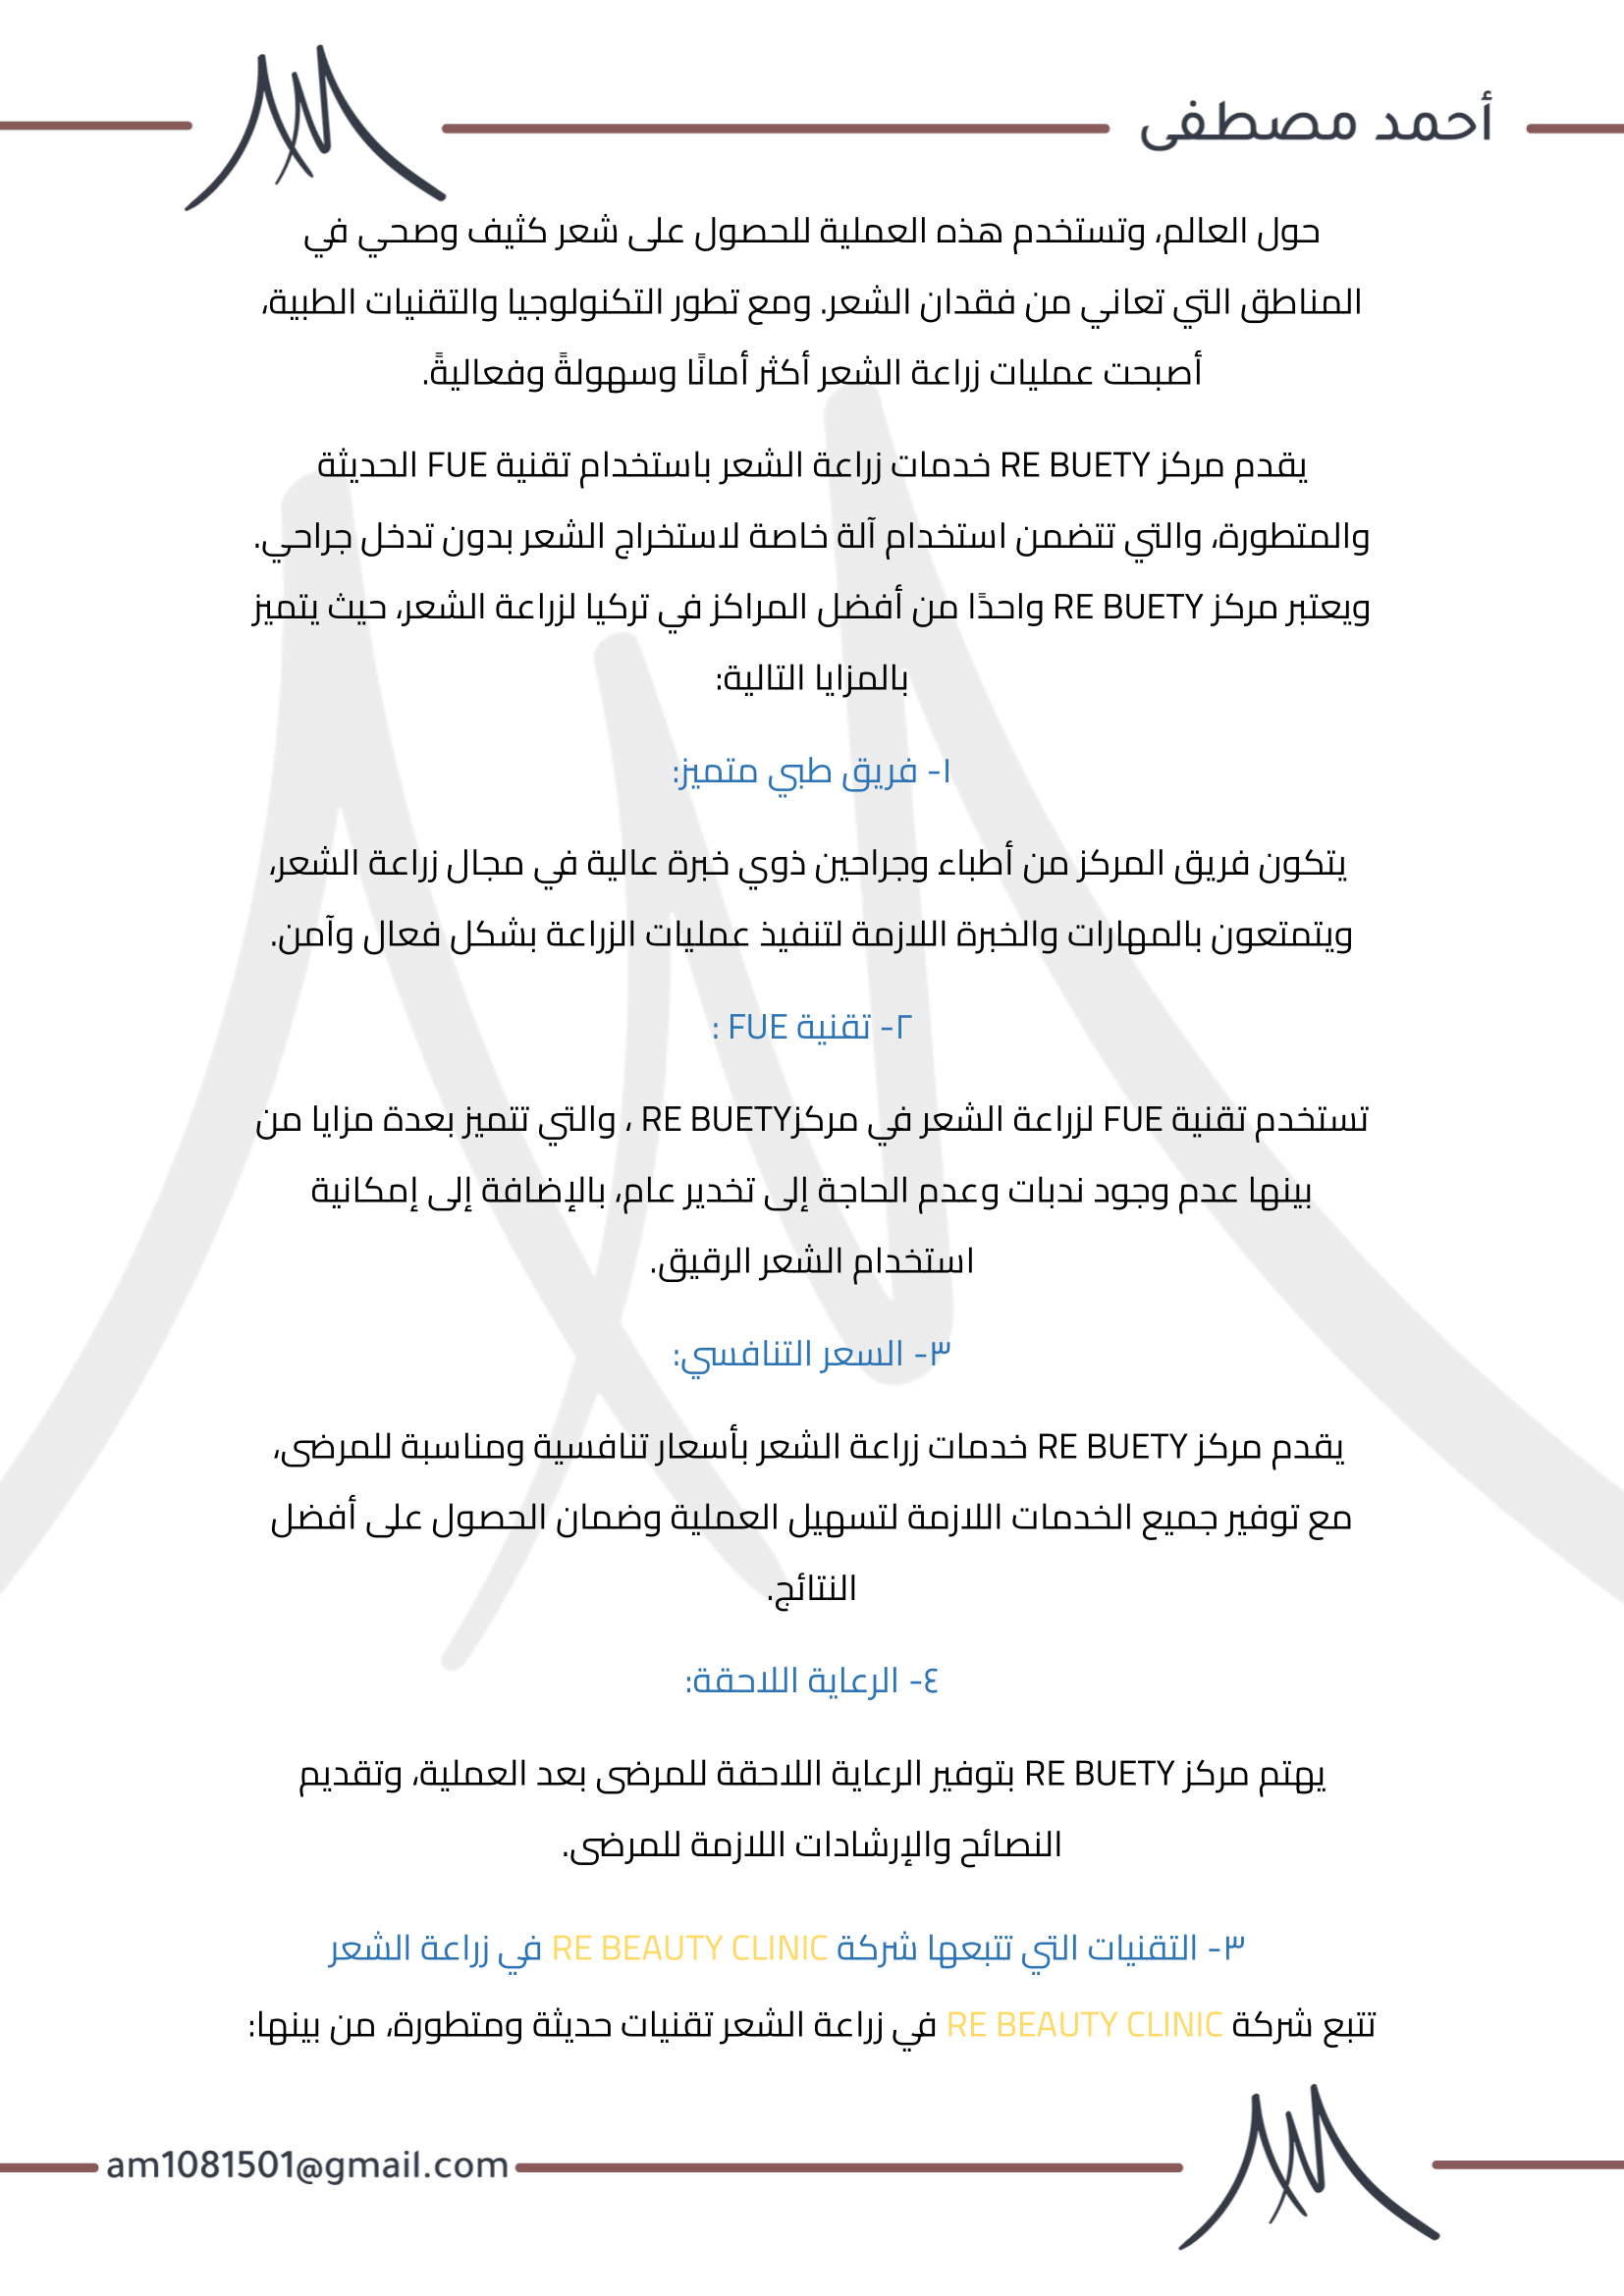 أحمد مصطفى
حول العالم، وتستخدم هذه العملية للحصول على شعر كثيف وصحي في
المناطق التي تعاني من فقدان الشعر. ومع تطور التكنولوجيا والتقنيات الطبية،
أصبحت عمليات زراعة الشعر أكثر أمانًا وسهولةً وفعاليةً.
يقدم مركز RE BUETY خدمات زراعة الشعر باستخدام تقنية FUE الحديثة
والمتطورة، والتي تتضمن استخدام آلة خاصة لاستخراج الشعر بدون تدخل جراحي.
ويعتبر مركز RE BUETY واحدًا من أفضل المراكز في تركيا لزراعة الشعر، حيث يتميز
بالمزايا التالية:
١- فريق طبي متميز:
يتكون فريق المركز من أطباء وجراحين ذوي خبرة عالية في مجال زراعة الشعر،
ويتمتعون بالمهارات والخبرة اللازمة لتنفيذ عمليات الزراعة بشكل فعال وآمن.
٢- تقنية FUE :
تستخدم تقنية FUE لزراعة الشعر في مركزRE BUETY ، والتي تتميز بعدة مزايا من
بينها عدم وجود ندبات وعدم الحاجة إلى تخدير عام، بالإضافة إلى إمكانية
استخدام الشعر الرقيق.
٣- السعر التنافسي:
يقدم مركز RE BUETY خدمات زراعة الشعر بأسعار تنافسية ومناسبة للمرضى،
مع توفير جميع الخدمات اللازمة لتسهيل العملية وضمان الحصول على أفضل
النتائج.
٤- الرعاية اللاحقة:
يهتم مركز RE BUETY بتوفير الرعاية اللاحقة للمرضى بعد العملية، وتقديم
النصائح والإرشادات اللازمة للمرضى.
٣- التقنيات التي تتبعها شركة RE BEAUTY CLINIC في زراعة الشعر
تتبع شركة RE BEAUTY CLINIC في زراعة الشعر تقنيات حديثة ومتطورة، من بينها:
am1081501@gmail.com